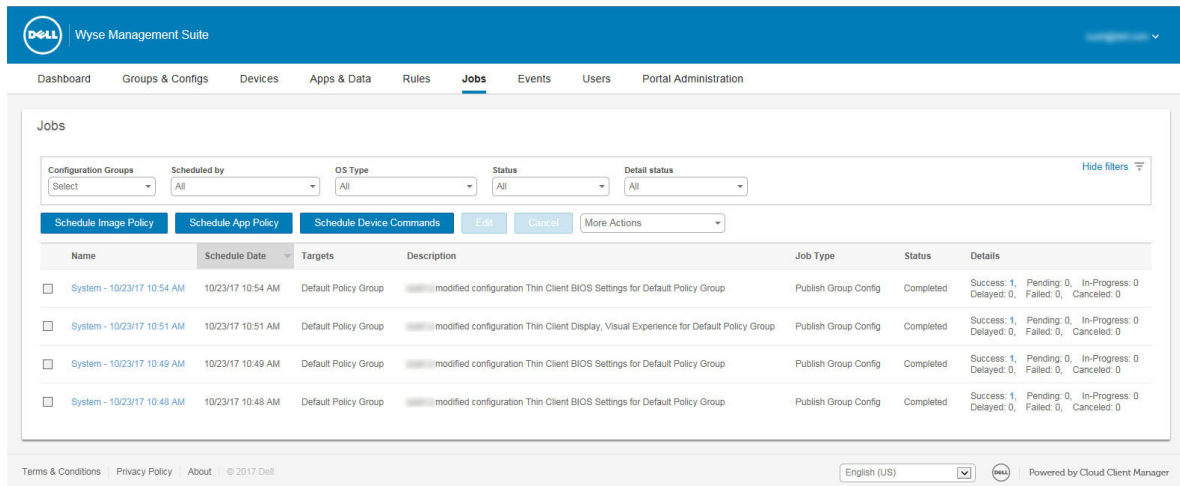 DELL Wyse Management Suite
Dashboard Groups & Configs Devices Apps & Data Rules Jobs Events Users Portal Administration
Jobs
Configuration Groups Scheduled by OS Type Status Detail status Hide filters
Select All All All All
Schedule Image Policy Schedule App Policy Schedule Device Commands Edit Cancel More Actions
Name Schedule Date Targets Description Job Type Status Details
System - 10/23/17 10:54 AM 10/23/17 10:54 AM Default Policy Group modified configuration Thin Client BIOS Settings for Default Policy Group Publish Group Config Completed Success: 1, Pending: 0, In-Progress: 0
Delayed: 0, Failed: 0, Canceled: 0
System - 10/23/17 10:51 AM 10/23/17 10:51 AM Default Policy Group modified configuration Thin Client Display, Visual Experience for Default Policy Group Publish Group Config Completed Success: 1, Pending: 0, In-Progress: 0
Delayed: 0, Failed: 0, Canceled: 0
System - 10/23/17 10:49 AM 10/23/17 10:49 AM Default Policy Group modified configuration Thin Client BIOS Settings for Default Policy Group Publish Group Config Completed Success: 1, Pending: 0, In-Progress: 0
Delayed: 0, Failed: 0, Canceled: 0
System - 10/23/17 10:48 AM 10/23/17 10:48 AM Default Policy Group modified configuration Thin Client BIOS Settings for Default Policy Group Publish Group Config Completed Success: 1, Pending: 0, In-Progress: 0
Delayed: 0, Failed: 0, Canceled: 0
Terms & Conditions Privacy Policy About © 2017 Dell English (US) DELL Powered by Cloud Client Manager